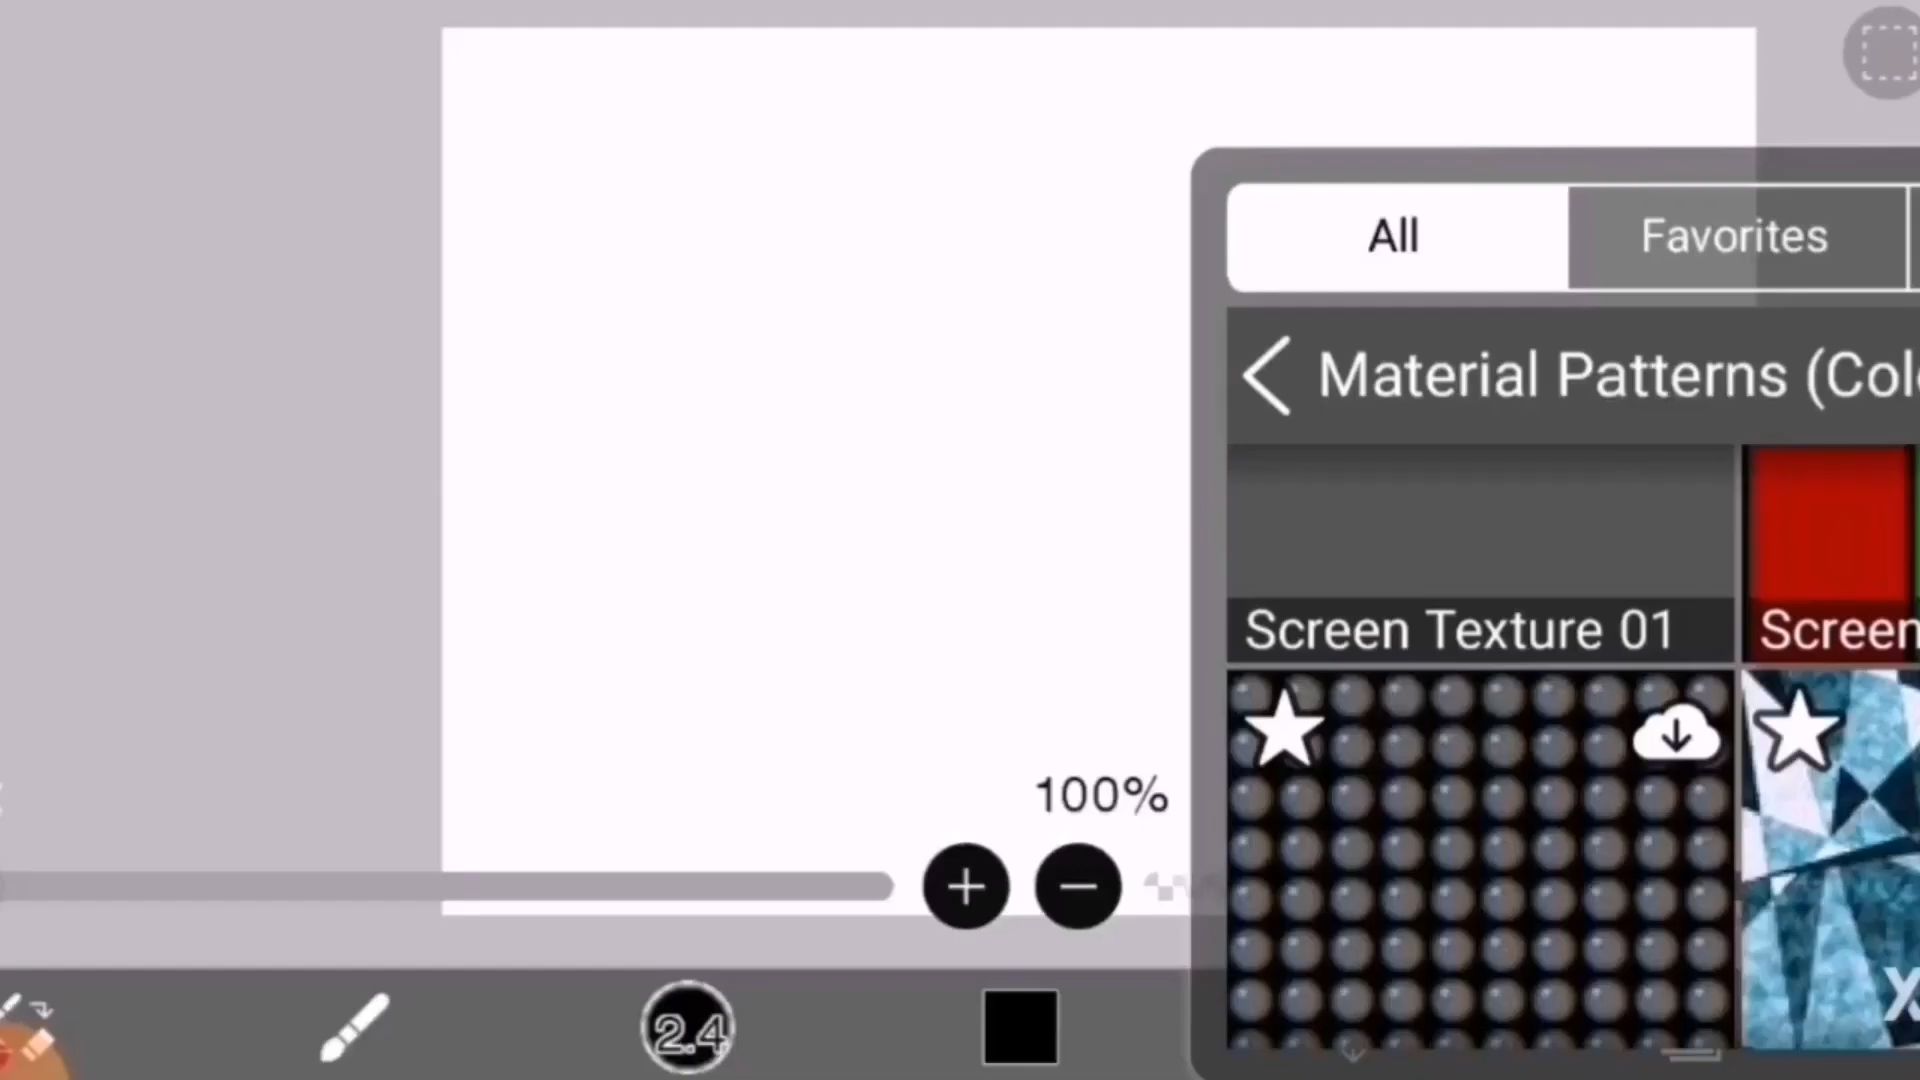 All
Favorites
Material Patterns (Col
Screen Texture 01
Screen
100%
2.4